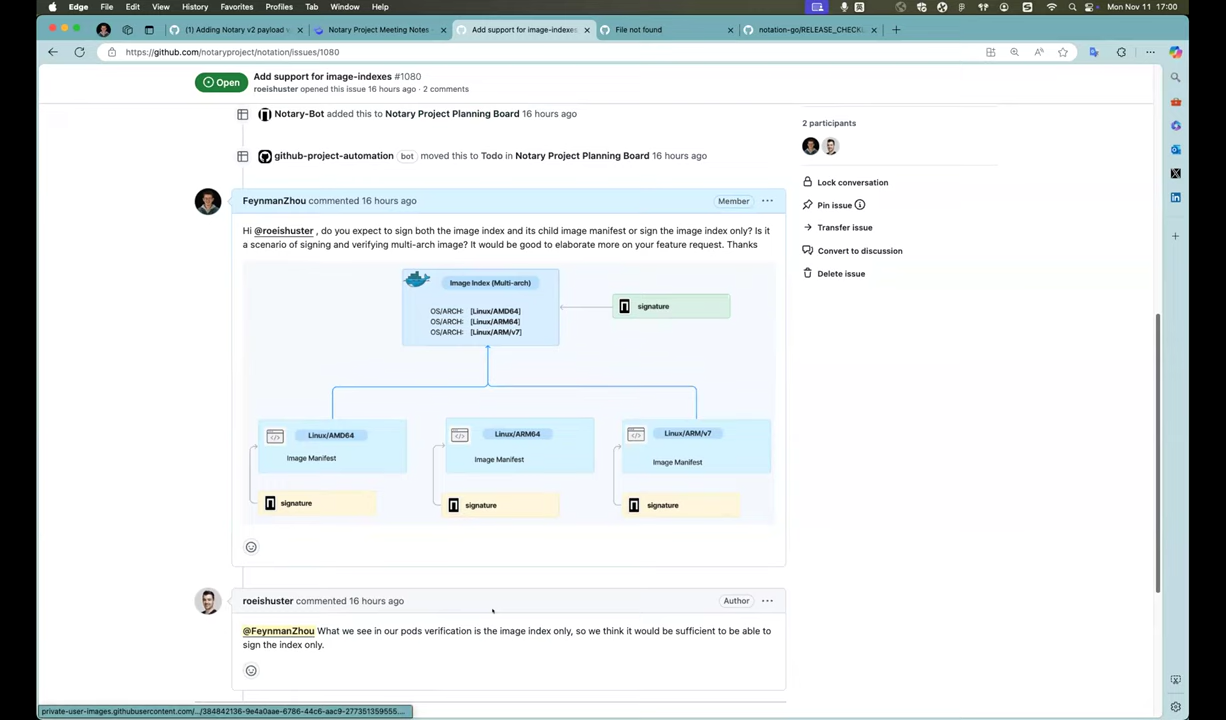 Edge File Edit View History Favorites Profiles Tab Window Help
Mon Nov 11 17:00
(1) Adding Notary v2 payload v
Notary Project Meeting Notes -
Add support for image-indexes
File not found
notation-go/RELEASE_CHECKL
https://github.com/notaryproject/notation/issues/1080
Open
Add support for image-indexes #1080
roeishuster opened this issue 16 hours ago · 2 comments
Notary-Bot added this to Notary Project Planning Board 16 hours ago
github-project-automation bot moved this to Todo in Notary Project Planning Board 16 hours ago
2 participants
Lock conversation
Pin issue
Transfer issue
Convert to discussion
Delete issue
FeynmanZhou commented 16 hours ago
Member
Hi @roeishuster , do you expect to sign both the image index and its child image manifest or sign the image index only? Is it
a scenario of signing and verifying multi-arch image? It would be good to elaborate more on your feature request. Thanks
Image Index (Multi-arch)
OS/ARCH: [Linux/AMD64]
OS/ARCH: [Linux/ARM64]
OS/ARCH: [Linux/ARM/v7]
signature
Linux/AMD64
Image Manifest
signature
Linux/ARM64
Image Manifest
signature
Linux/ARM/v7
Image Manifest
signature
roeishuster commented 16 hours ago
Author
@FeynmanZhou What we see in our pods verification is the image index only, so we think it would be sufficient to be able to
sign the index only.
private-user-images.githubusercontent.com/.../384842136-9e4a0aae-6786-44c6-aac9-277351359555....